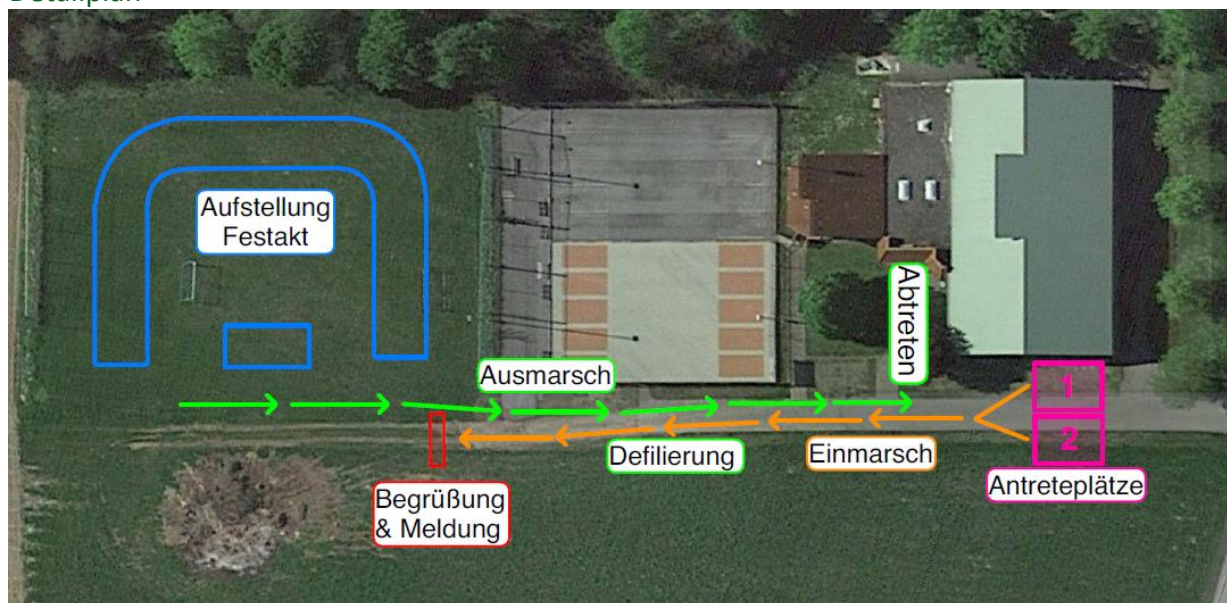 Detailplan
Aufstellung
Festakt
Abtreten
Ausmarsch
1
2
Defilierung
Einmarsch
Antreteplätze
Begrüßung
& Meldung